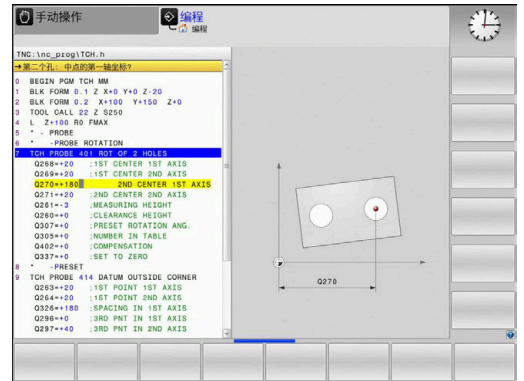 手动操作
编程
编程
TNC:\nc_prog\TCH.h
→第二个孔: 中点的第一轴坐标?
0 BEGIN PGM TCH MM
1 BLK FORM 0.1 Z X+0 Y+0 Z-20
2 BLK FORM 0.2 X+100 Y+150 Z+0
3 TOOL CALL 22 Z S250
4 L Z+100 R0 FMAX
5 * - PROBE
6 * -PROBE ROTATION
7 TCH PROBE 401 ROT OF 2 HOLES
Q268=+20 ;1ST CENTER 1ST AXIS
Q269=+20 ;1ST CENTER 2ND AXIS
Q270=+180 2ND CENTER 1ST AXIS
Q271=+20 ;2ND CENTER 2ND AXIS
Q261=-3 ;MEASURING HEIGHT
Q260=+0 ;CLEARANCE HEIGHT
Q307=+0 ;PRESET ROTATION ANG.
Q305=+0 ;NUMBER IN TABLE
Q402=+0 ;COMPENSATION
Q337=+0 ;SET TO ZERO
8 * -PRESET
9 TCH PROBE 414 DATUM OUTSIDE CORNER
Q263=+20 ;1ST POINT 1ST AXIS
Q264=+20 ;1ST POINT 2ND AXIS
Q326=+180 ;SPACING IN 1ST AXIS
Q296=+0 ;3RD PNT IN 1ST AXIS
Q297=+40 ;3RD PNT IN 2ND AXIS
Q270